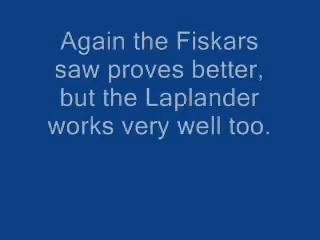 Again the Fiskars
saw proves better,
but the Laplander
works very well too.